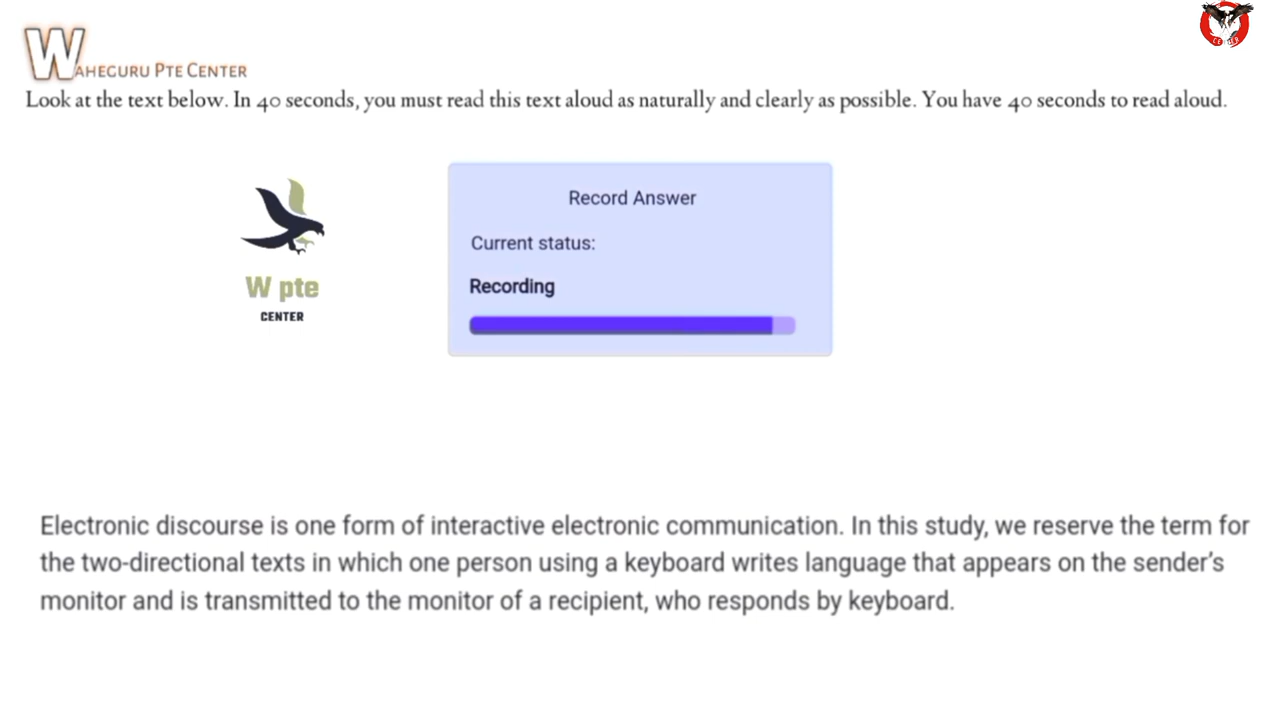 WAHEGURU PTE CENTER
Look at the text below. In 40 seconds, you must read this text aloud as naturally and clearly as possible. You have 40 seconds to read aloud.
Record Answer
Current status:
Recording
W pte
CENTER
Electronic discourse is one form of interactive electronic communication. In this study, we reserve the term for
the two-directional texts in which one person using a keyboard writes language that appears on the sender's
monitor and is transmitted to the monitor of a recipient, who responds by keyboard.